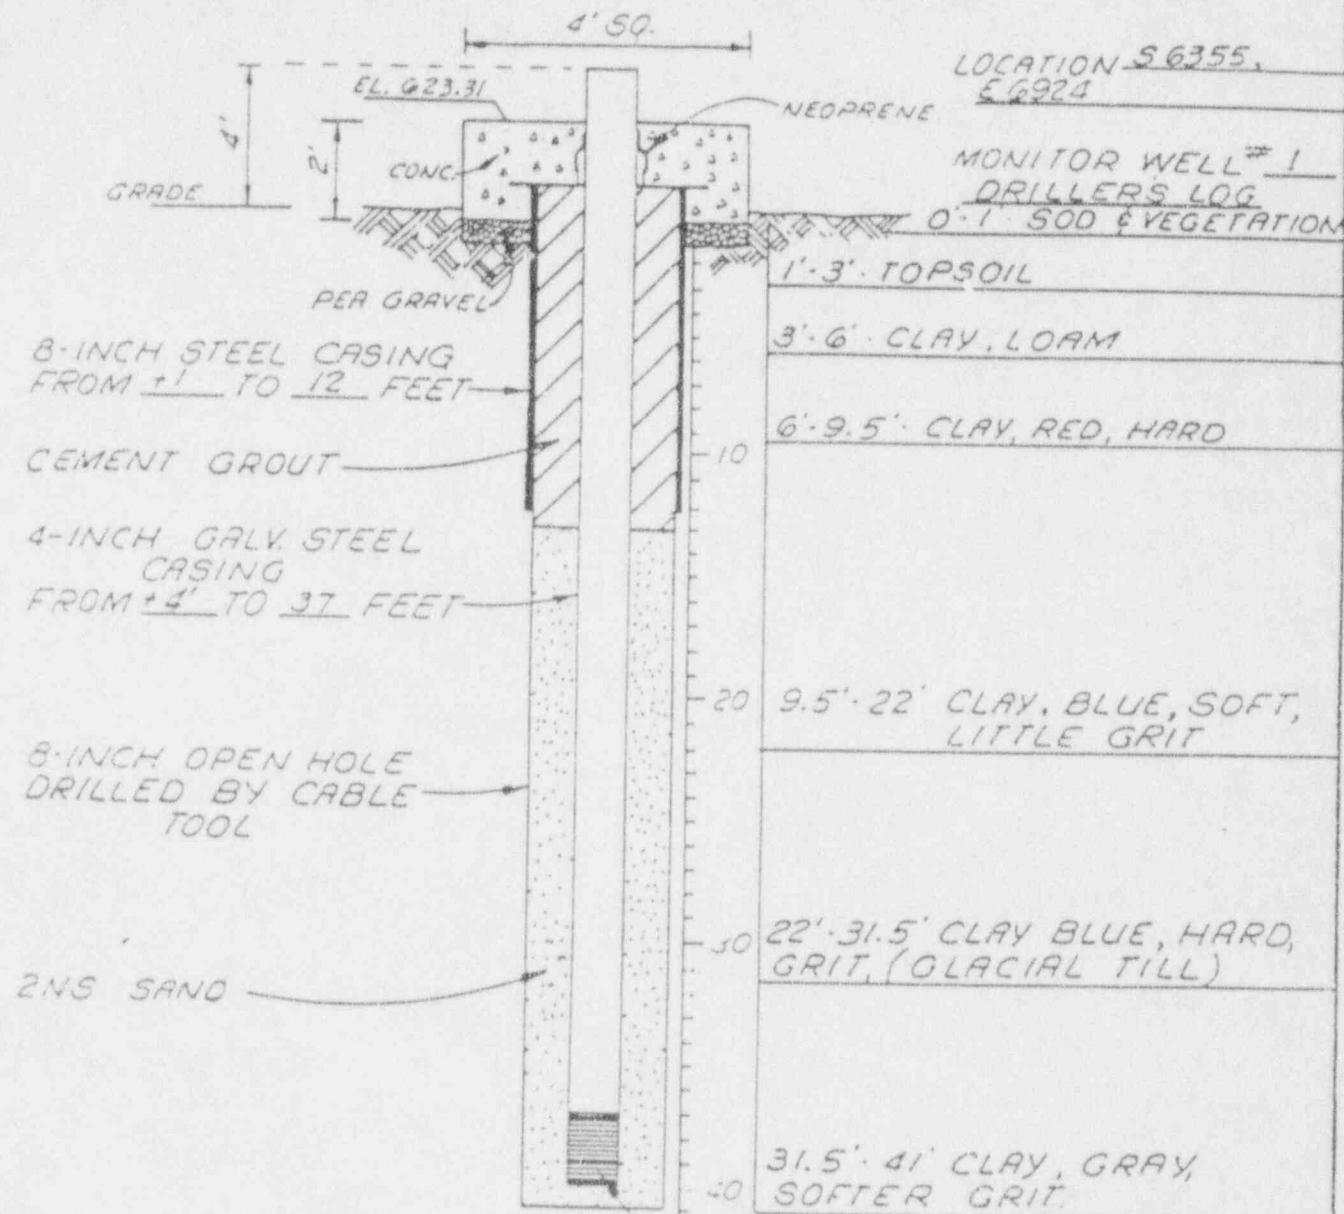 4' SQ.
LOCATION S 6355,
E 6924
EL. 623.31
NEOPRENE
4'
2'
CONC.
MONITOR WELL # 1
DRILLERS LOG
GRADE
0-1' SOD & VEGETATION
1'-3'. TOPSOIL
PEA GRAVEL
8-INCH STEEL CASING
FROM +1 TO 12 FEET
3'-6'. CLAY, LOAM
6'-9.5'. CLAY, RED, HARD
CEMENT GROUT
10
4-INCH GALV. STEEL
CASING
FROM +4' TO 37 FEET
20
9.5'-22' CLAY, BLUE, SOFT,
LITTLE GRIT
8-INCH OPEN HOLE
DRILLED BY CABLE
TOOL
30
22'-31.5' CLAY BLUE, HARD,
GRIT, (GLACIAL TILL)
2NS SAND
31.5'-41' CLAY, GRAY,
SOFTER GRIT.
40